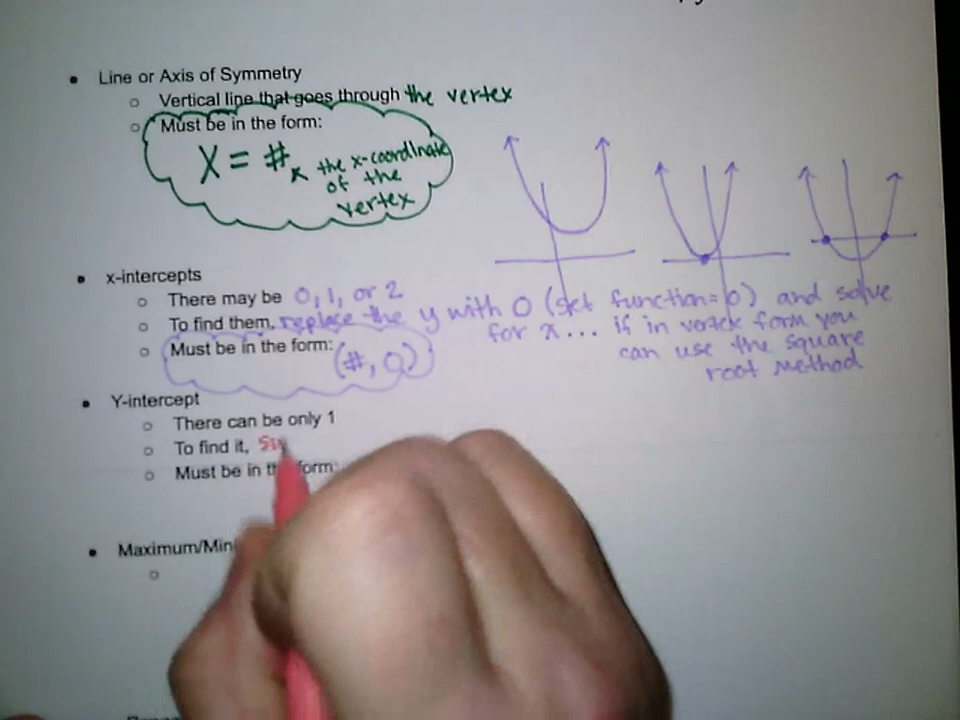 Line or Axis of Symmetry
Vertical line that goes through the vertex
Must be in the form:
X = # the x-coordinate
of the
vertex
x-intercepts
There may be 0, 1, or 2
To find them, replace the y with 0 (set function=0) and solve
for x... if in vertex form you
Must be in the form: (#, 0)
can use the square
root method
Y-intercept
There can be only 1
To find it,
Must be in the form: